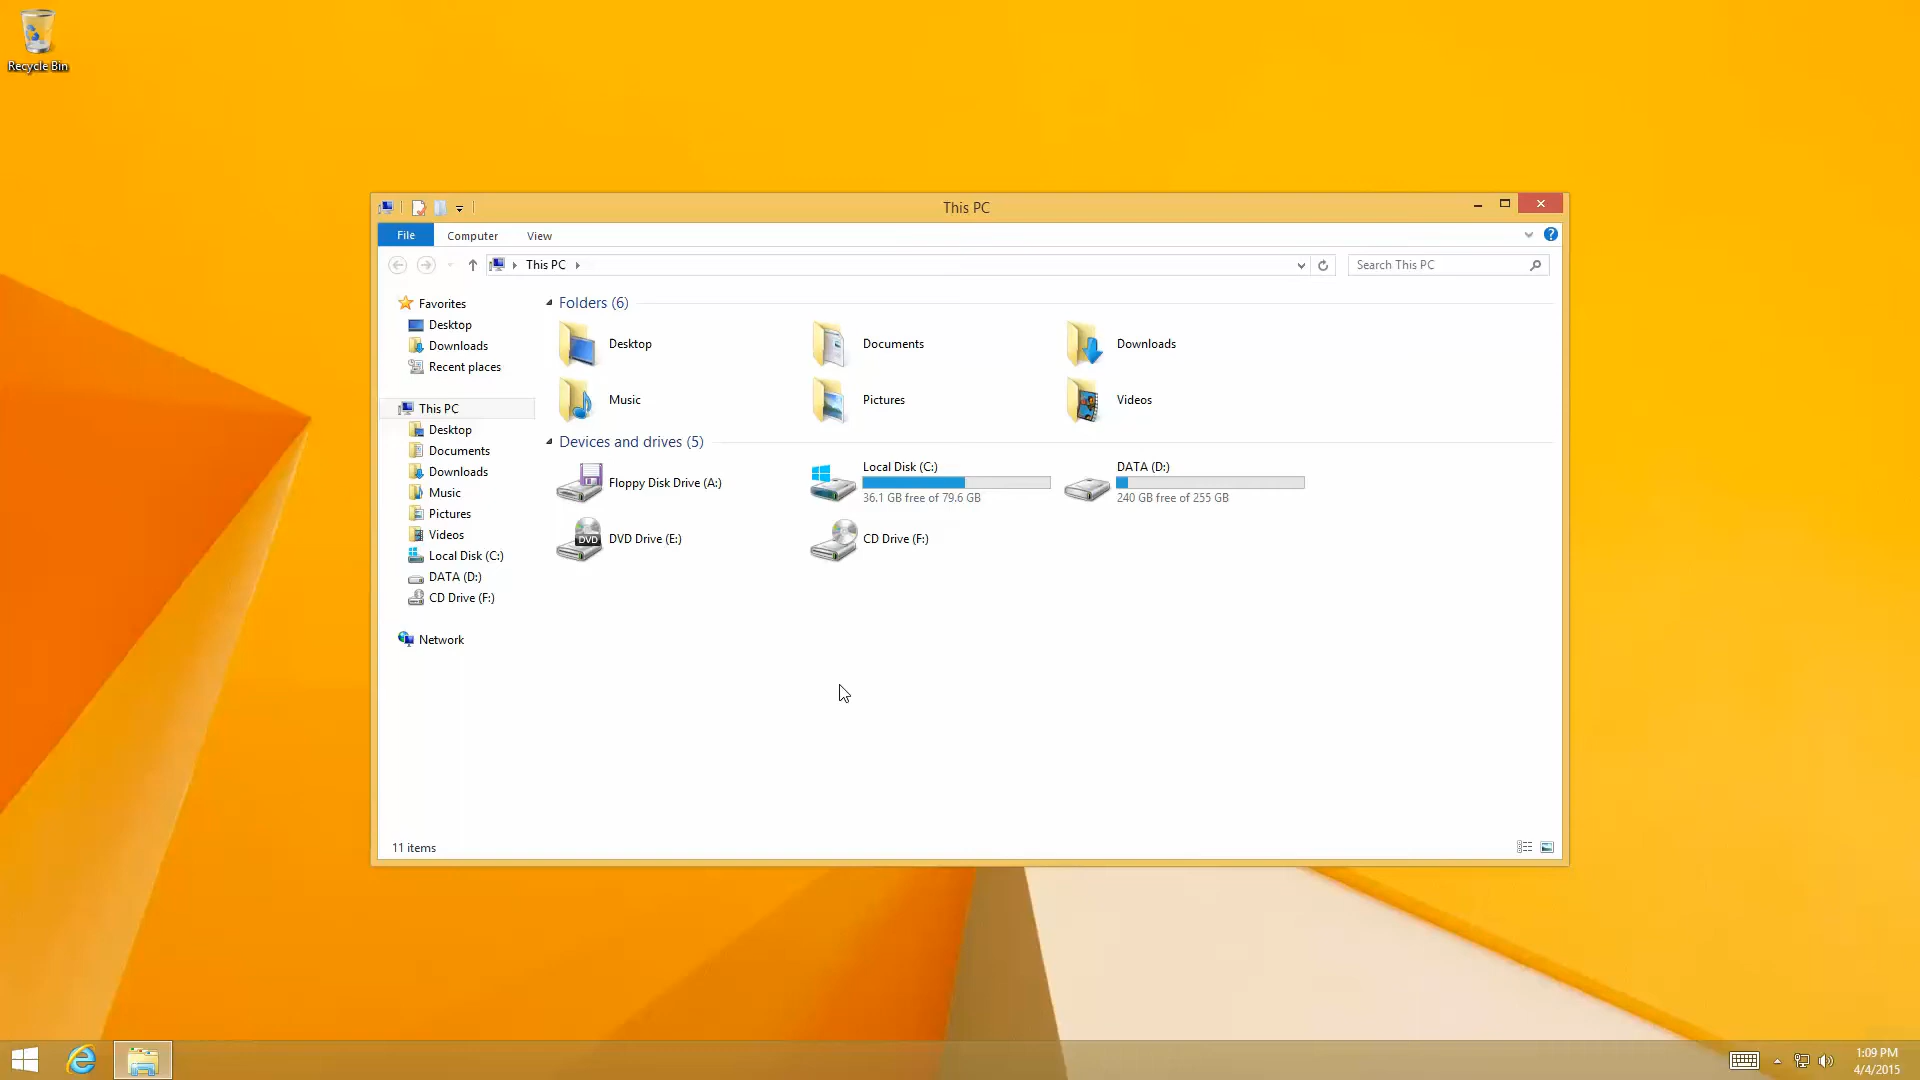 Recycle Bin
This PC
File
Computer
View
This PC
Search This PC
Favorites
Desktop
Downloads
Recent places
This PC
Desktop
Documents
Downloads
Music
Pictures
Videos
Local Disk (C:)
DATA (D:)
CD Drive (F:)
Network
Folders (6)
Desktop
Documents
Downloads
Music
Pictures
Videos
Devices and drives (5)
Floppy Disk Drive (A:)
Local Disk (C:)
36.1 GB free of 79.6 GB
DATA (D:)
240 GB free of 255 GB
DVD
DVD Drive (E:)
CD Drive (F:)
11 items
1:09 PM
4/4/2015